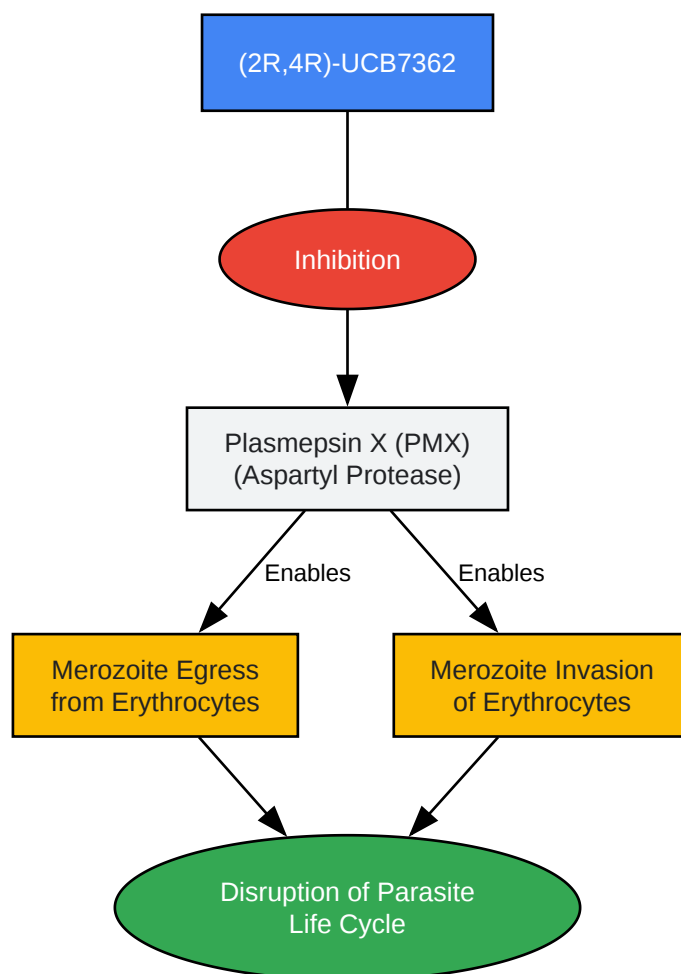 (2R,4R)-UCB7362
Inhibition
Plasmepsin X (PMX)
(Aspartyl Protease)
Enables
Enables
Merozoite Egress
from Erythrocytes
Merozoite Invasion
of Erythrocytes
Disruption of Parasite
Life Cycle